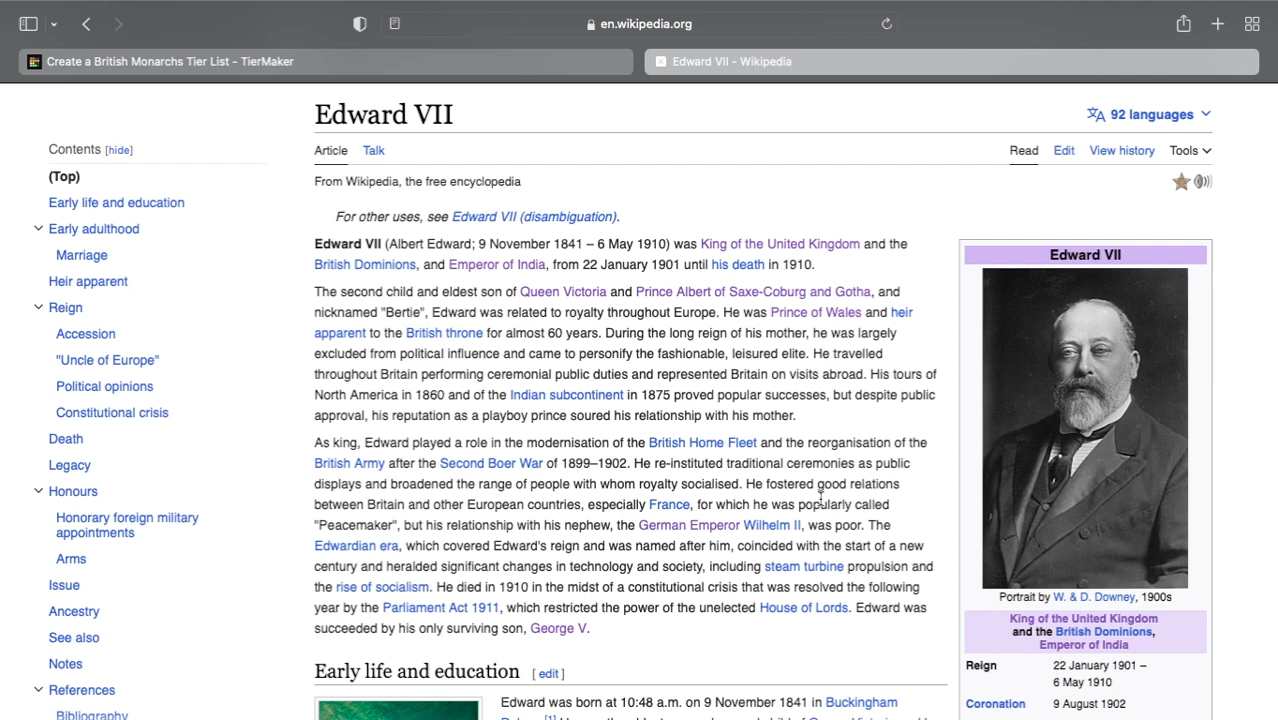 en.wikipedia.org
Create a British Monarchs Tier List - TierMaker
Edward VII - Wikipedia
Edward VII
92 languages
Article Talk
Read Edit View history Tools
From Wikipedia, the free encyclopedia
For other uses, see Edward VII (disambiguation).
Contents [hide]
(Top)
Early life and education
Early adulthood
Marriage
Heir apparent
Reign
Accession
"Uncle of Europe"
Political opinions
Constitutional crisis
Death
Legacy
Honours
Honorary foreign military
appointments
Arms
Issue
Ancestry
See also
Notes
References
Bibliography
Edward VII (Albert Edward; 9 November 1841 – 6 May 1910) was King of the United Kingdom and the
British Dominions, and Emperor of India, from 22 January 1901 until his death in 1910.
The second child and eldest son of Queen Victoria and Prince Albert of Saxe-Coburg and Gotha, and
nicknamed "Bertie", Edward was related to royalty throughout Europe. He was Prince of Wales and heir
apparent to the British throne for almost 60 years. During the long reign of his mother, he was largely
excluded from political influence and came to personify the fashionable, leisured elite. He travelled
throughout Britain performing ceremonial public duties and represented Britain on visits abroad. His tours of
North America in 1860 and of the Indian subcontinent in 1875 proved popular successes, but despite public
approval, his reputation as a playboy prince soured his relationship with his mother.
As king, Edward played a role in the modernisation of the British Home Fleet and the reorganisation of the
British Army after the Second Boer War of 1899–1902. He re-instituted traditional ceremonies as public
displays and broadened the range of people with whom royalty socialised. He fostered good relations
between Britain and other European countries, especially France, for which he was popularly called
"Peacemaker", but his relationship with his nephew, the German Emperor Wilhelm II, was poor. The
Edwardian era, which covered Edward's reign and was named after him, coincided with the start of a new
century and heralded significant changes in technology and society, including steam turbine propulsion and
the rise of socialism. He died in 1910 in the midst of a constitutional crisis that was resolved the following
year by the Parliament Act 1911, which restricted the power of the unelected House of Lords. Edward was
succeeded by his only surviving son, George V.
Early life and education [ edit ]
Edward was born at 10:48 a.m. on 9 November 1841 in Buckingham
Edward VII
Portrait by W. & D. Downey, 1900s
King of the United Kingdom
and the British Dominions,
Emperor of India
Reign 22 January 1901 –
6 May 1910
Coronation 9 August 1902